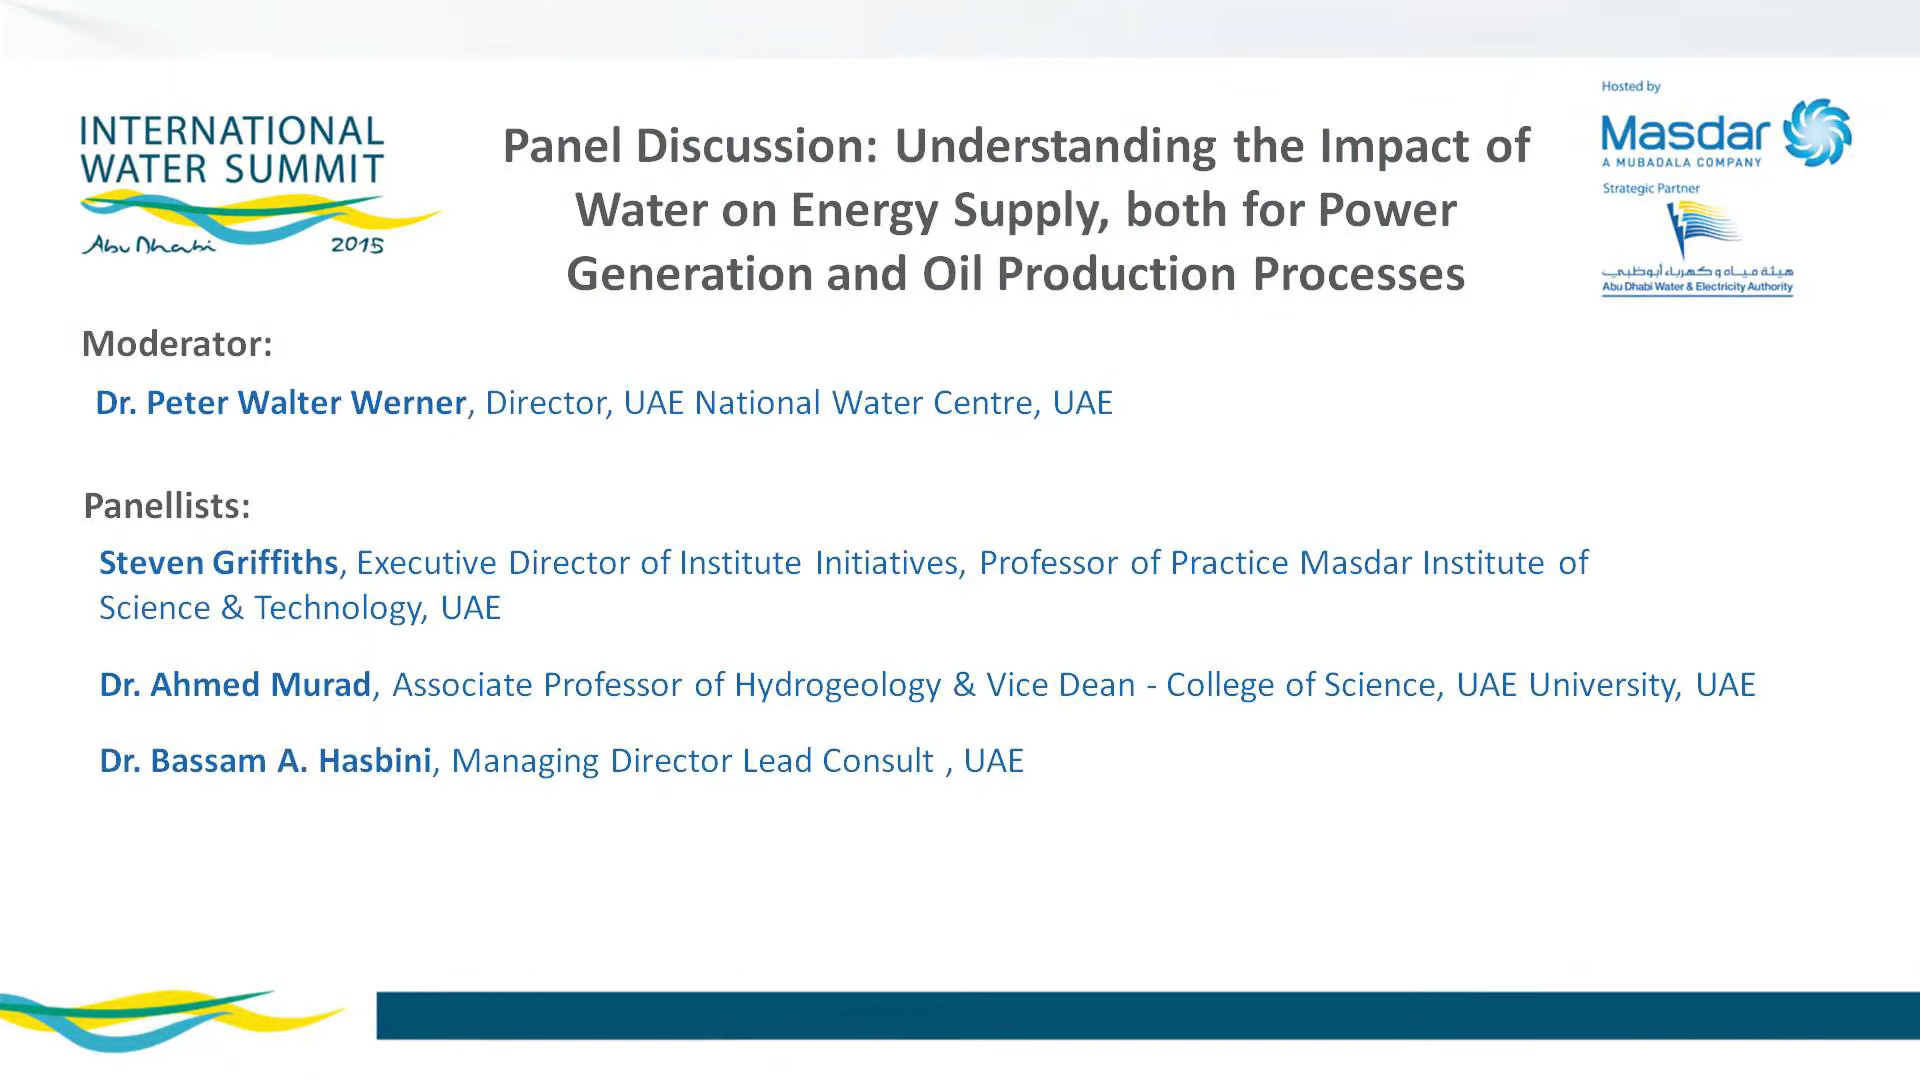 INTERNATIONAL
WATER SUMMIT
Abu Dhabi 2015
Panel Discussion: Understanding the Impact of
Water on Energy Supply, both for Power
Generation and Oil Production Processes
Hosted by
Masdar
A MUBADALA COMPANY
Strategic Partner
هيئة مياه و كهرباء أبوظبي
Abu Dhabi Water & Electricity Authority
Moderator:
Dr. Peter Walter Werner, Director, UAE National Water Centre, UAE
Panellists:
Steven Griffiths, Executive Director of Institute Initiatives, Professor of Practice Masdar Institute of
Science & Technology, UAE
Dr. Ahmed Murad, Associate Professor of Hydrogeology & Vice Dean - College of Science, UAE University, UAE
Dr. Bassam A. Hasbini, Managing Director Lead Consult , UAE